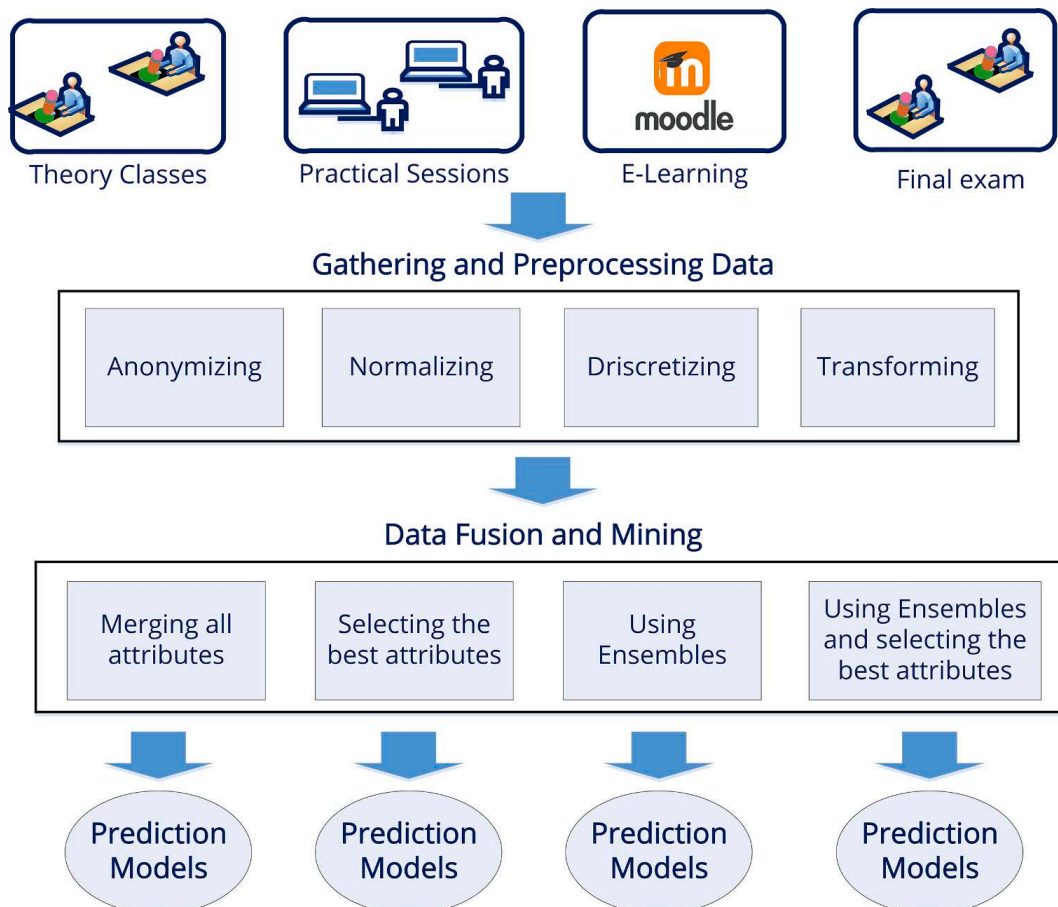 moodle
Theory Classes
Practical Sessions
E-Learning
Final exam
Gathering and Preprocessing Data
Anonymizing
Normalizing
Driscretizing
Transforming
Data Fusion and Mining
Merging all
attributes
Selecting the
best attributes
Using
Ensembles
Using Ensembles
and selecting the
best attributes
Prediction
Models
Prediction
Models
Prediction
Models
Prediction
Models